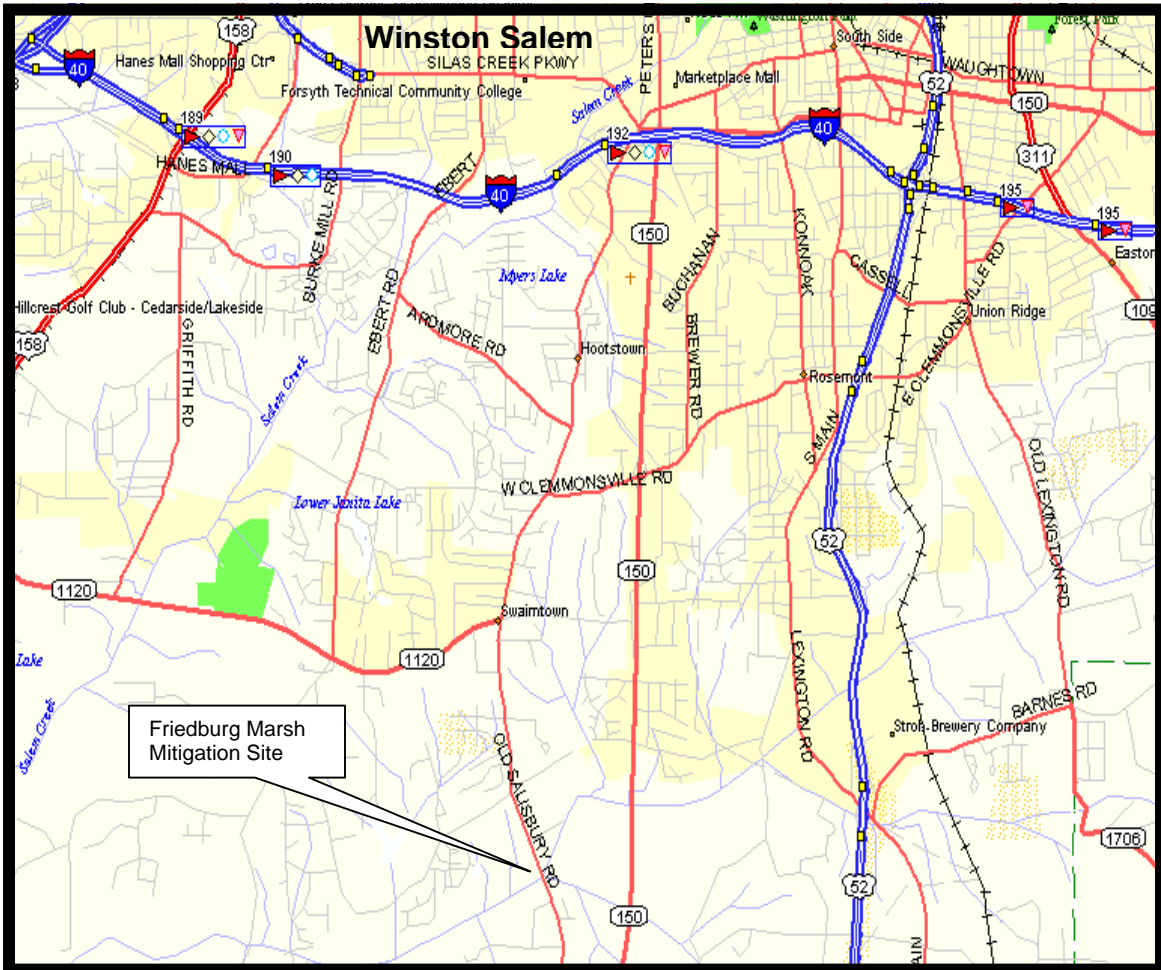 Winston Salem
158
Forest Park
South Side
40
Hanes Mall Shopping Ctr
SILAS CREEK PKWY
PETERS
Marketplace Mall
52
WAUGHTOWN
Forsyth Technical Community College
Salem Creek
150
189
192
40
311
HANES MALL
190
EBERT
40
195
195
BURKE MILL RD
150
KONNOAK
Easton
Myers Lake
BUCHANAN
CASSELL
E CLEMMONSVILLE RD
Hillcrest Golf Club - Cedarside/Lakeside
EBERT RD
ARDMORE RD
Union Ridge
109
158
GRIFFITH RD
Hootstown
BREWER RD
Rosemont
Salem Creek
S MAIN
OLD LEXINGTON RD
W CLEMMONSVILLE RD
Lower Janita Lake
52
1120
150
Swaimtown
1120
Lake
LEXINGTON RD
BARNES RD
Salem Creek
Friedburg Marsh
Mitigation Site
Stroh Brewery Company
OLD SALISBURY RD
1706
52
150
AIN